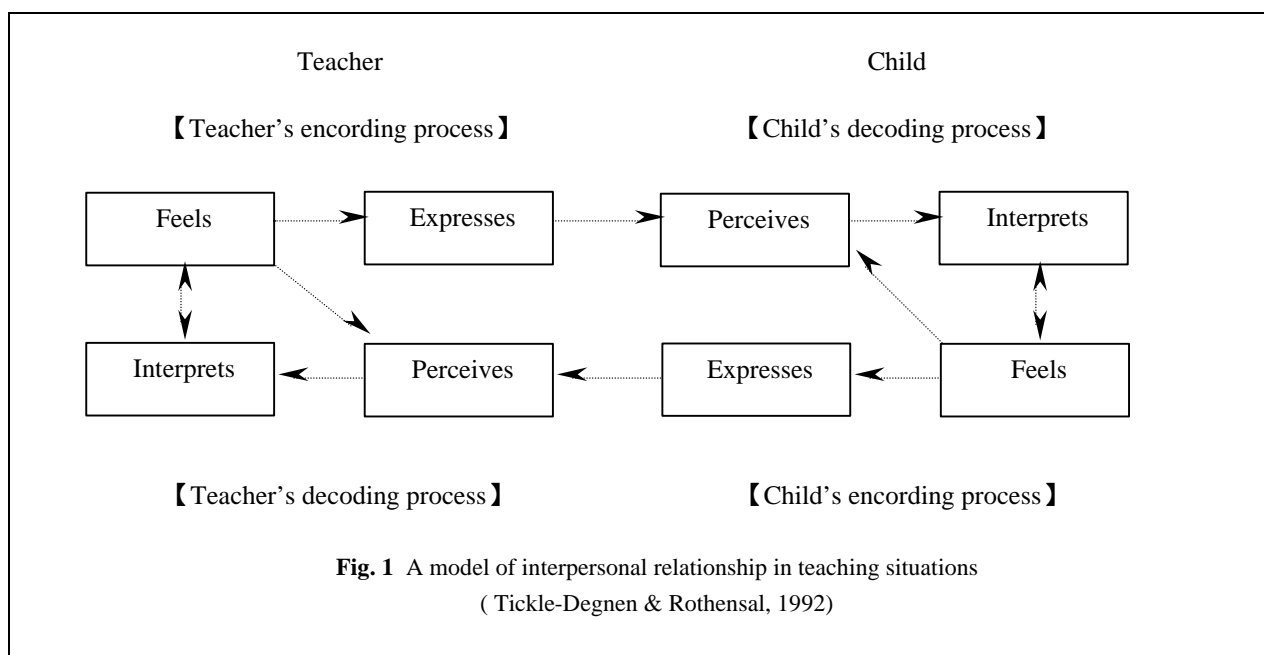 Teacher Child
【Teacher’s encording process】 【Child’s decoding process】
Feels Expresses Perceives Interprets
Interprets Perceives Expresses Feels
【Teacher’s decoding process】 【Child’s encording process】
Fig. 1 A model of interpersonal relationship in teaching situations
( Tickle-Degnen & Rothensal, 1992)